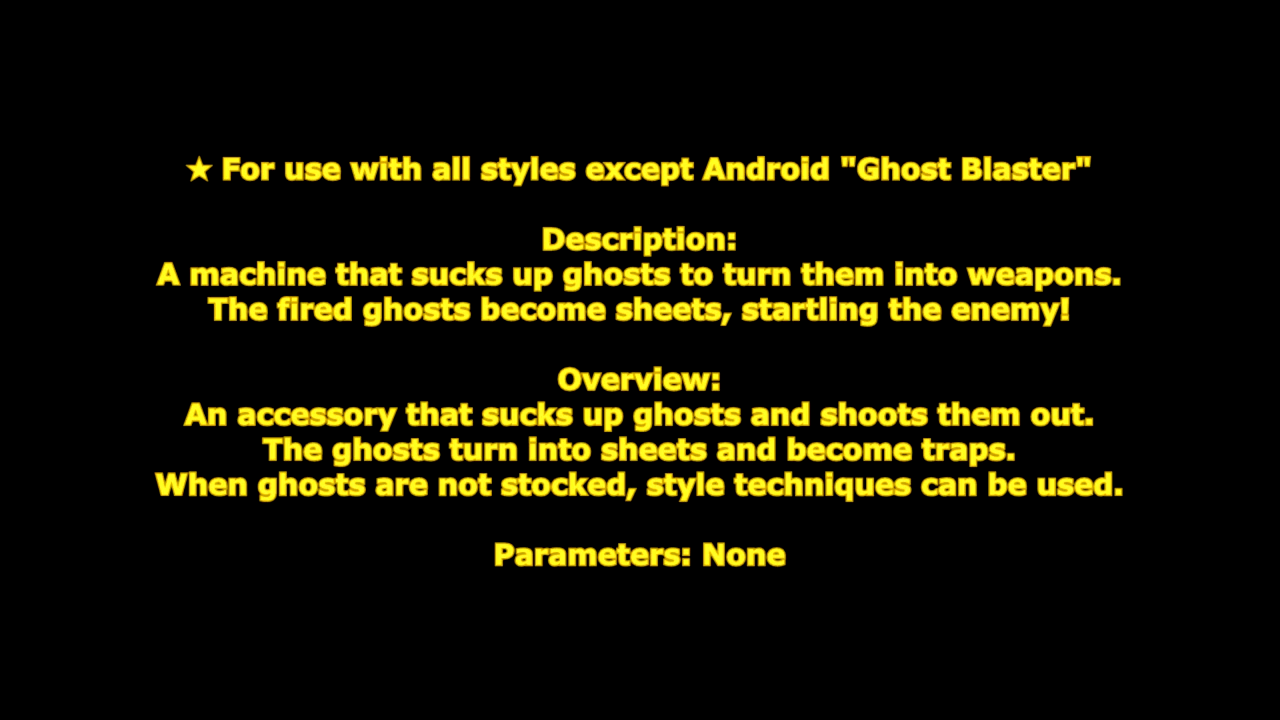 ★ For use with all styles except Android "Ghost Blaster"
Description:
A machine that sucks up ghosts to turn them into weapons.
The fired ghosts become sheets, startling the enemy!
Overview:
An accessory that sucks up ghosts and shoots them out.
The ghosts turn into sheets and become traps.
When ghosts are not stocked, style techniques can be used.
Parameters: None